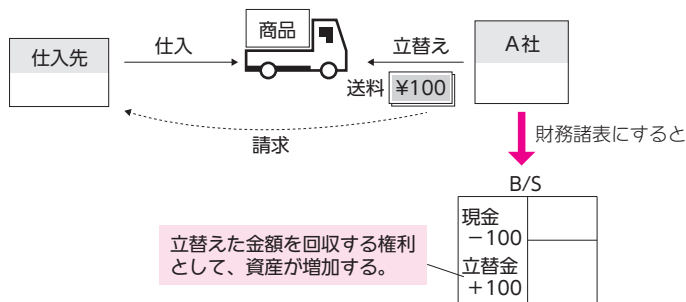 商品
仕入先
仕入
立替え
A社
送料
¥100
請求
財務諸表にすると
B/S
現金
−100
立替金
+100
立替えた金額を回収する権利
として、資産が増加する。